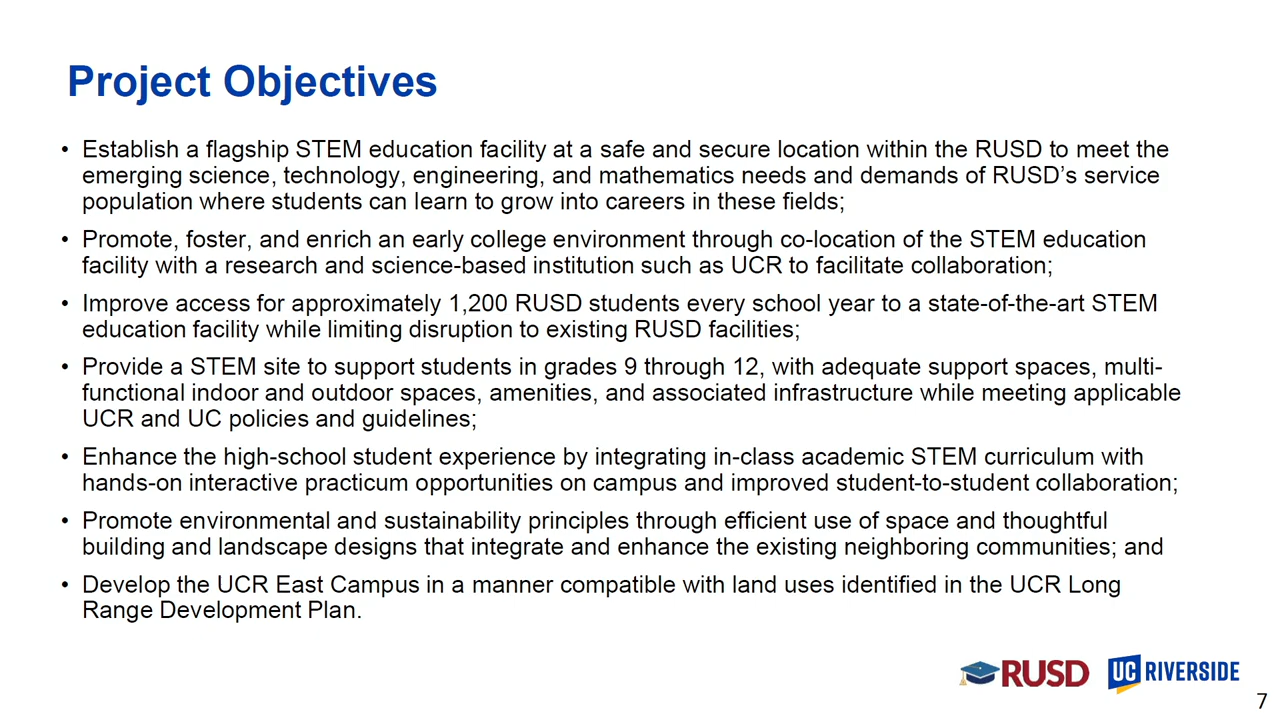 Project Objectives
• Establish a flagship STEM education facility at a safe and secure location within the RUSD to meet the
emerging science, technology, engineering, and mathematics needs and demands of RUSD’s service
population where students can learn to grow into careers in these fields;
• Promote, foster, and enrich an early college environment through co-location of the STEM education
facility with a research and science-based institution such as UCR to facilitate collaboration;
• Improve access for approximately 1,200 RUSD students every school year to a state-of-the-art STEM
education facility while limiting disruption to existing RUSD facilities;
• Provide a STEM site to support students in grades 9 through 12, with adequate support spaces, multi-
functional indoor and outdoor spaces, amenities, and associated infrastructure while meeting applicable
UCR and UC policies and guidelines;
• Enhance the high-school student experience by integrating in-class academic STEM curriculum with
hands-on interactive practicum opportunities on campus and improved student-to-student collaboration;
• Promote environmental and sustainability principles through efficient use of space and thoughtful
building and landscape designs that integrate and enhance the existing neighboring communities; and
• Develop the UCR East Campus in a manner compatible with land uses identified in the UCR Long
Range Development Plan.
RUSD
UC RIVERSIDE
7